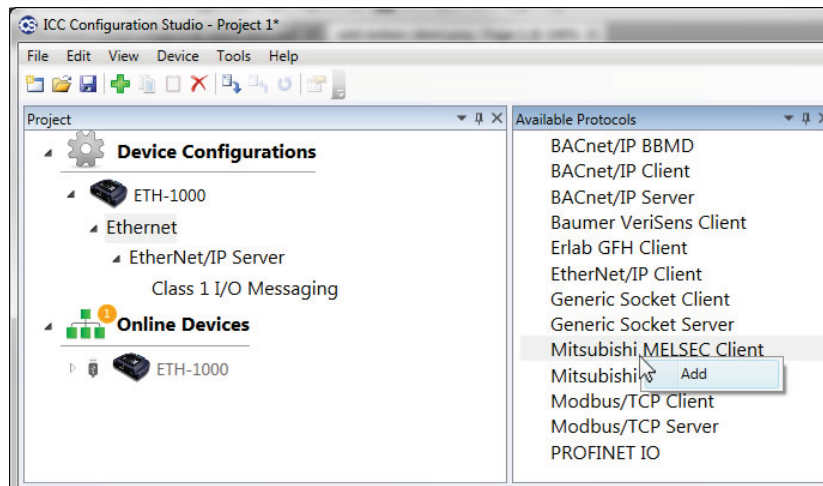 ICC Configuration Studio - Project 1*
File Edit View Device Tools Help
Project
Device Configurations
ETH-1000
Ethernet
EtherNet/IP Server
Class 1 I/O Messaging
1
Online Devices
ETH-1000
Available Protocols
BACnet/IP BBMD
BACnet/IP Client
BACnet/IP Server
Baumer VeriSens Client
Erlab GFH Client
EtherNet/IP Client
Generic Socket Client
Generic Socket Server
Mitsubishi MELSEC Client
Mitsubishi
Add
Modbus/TCP Client
Modbus/TCP Server
PROFINET IO